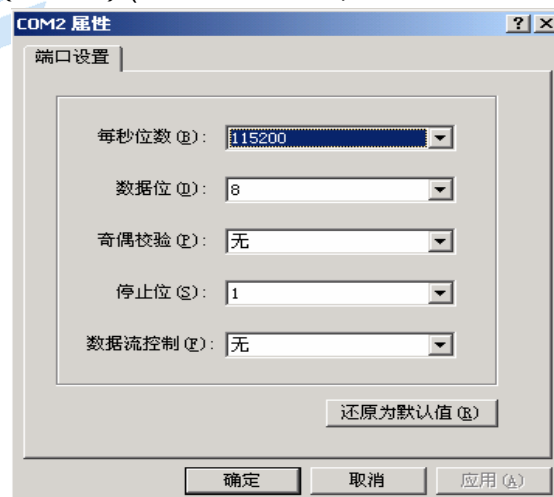 COM2 属性
端口设置
每秒位数(B): 115200
数据位(D): 8
奇偶校验(P): 无
停止位(S): 1
数据流控制(F): 无
还原为默认值(R)
确定 取消 应用(A)